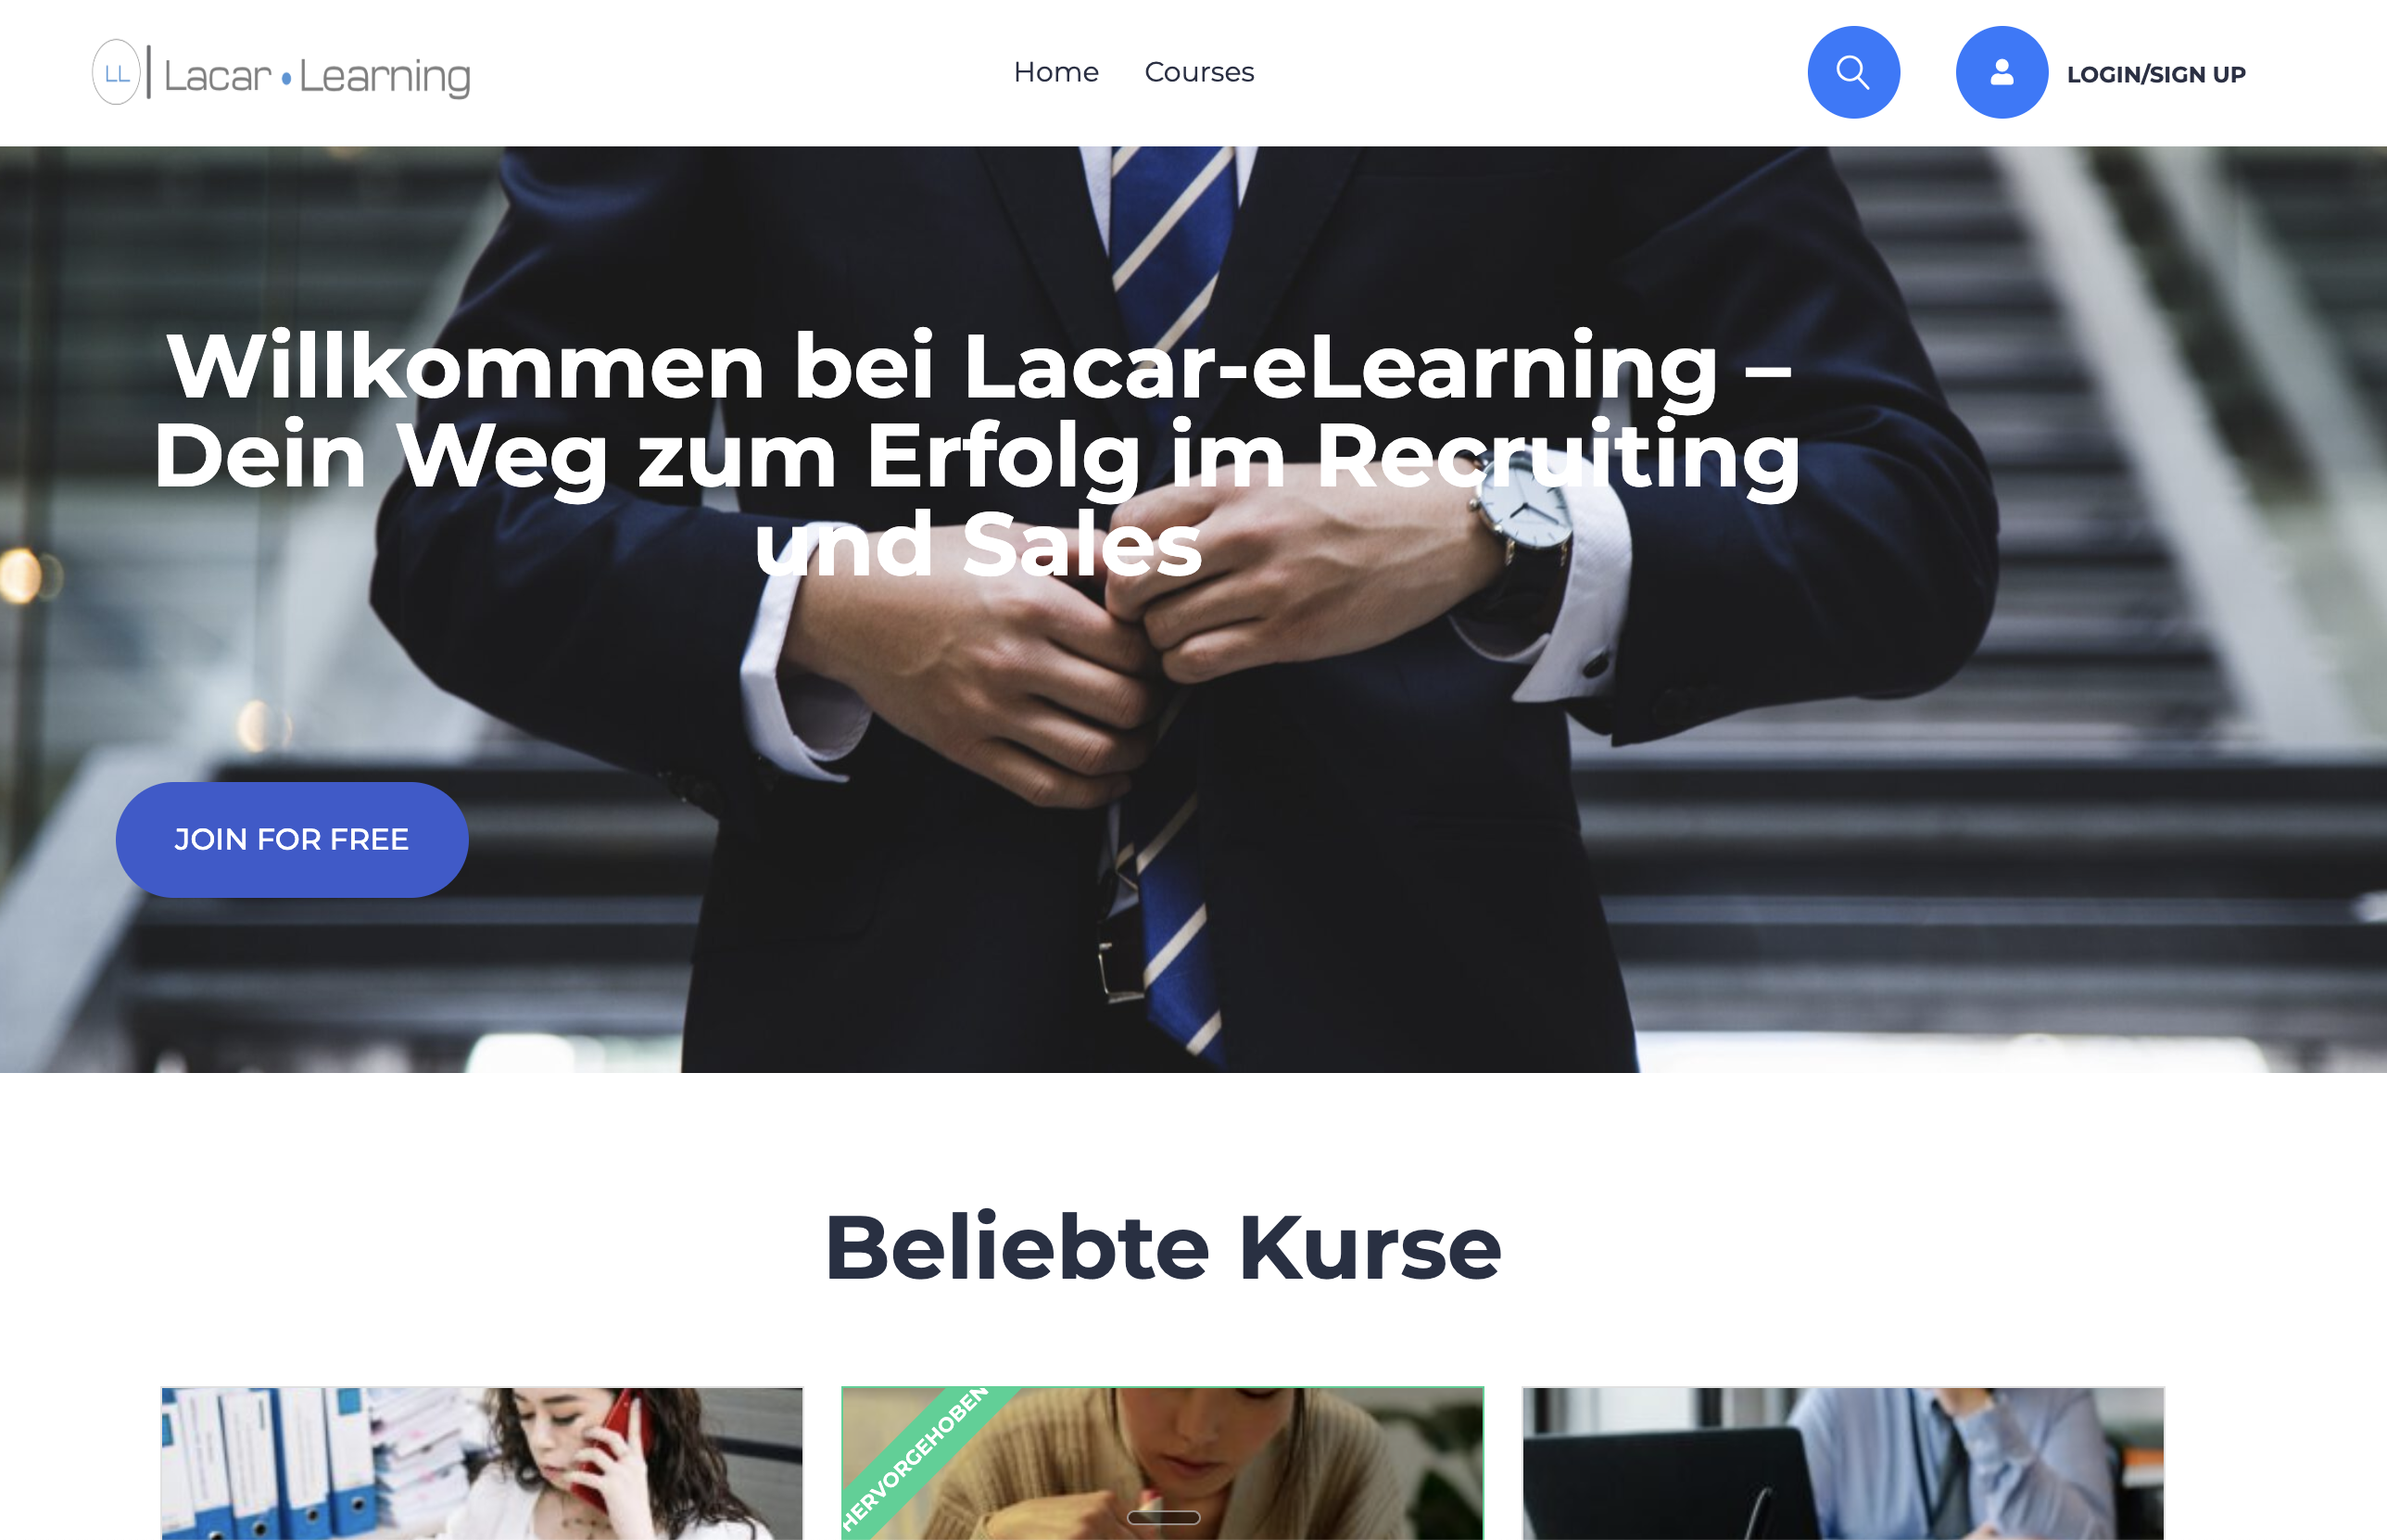 LL
Lacar • Learning
Home
Courses
LOGIN/SIGN UP
Willkommen bei Lacar-eLearning –
Dein Weg zum Erfolg im Recruiting
und Sales
JOIN FOR FREE
Beliebte Kurse
HERVORGEHOBEN